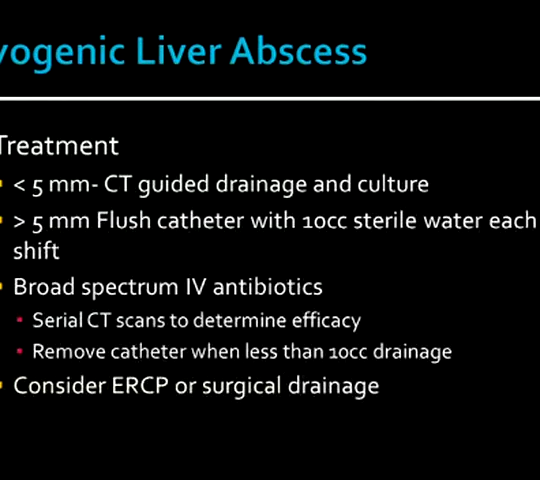 yogenic Liver Abscess
Treatment
< 5 mm- CT guided drainage and culture
> 5 mm Flush catheter with 10cc sterile water each
shift
Broad spectrum IV antibiotics
Serial CT scans to determine efficacy
Remove catheter when less than 10cc drainage
Consider ERCP or surgical drainage